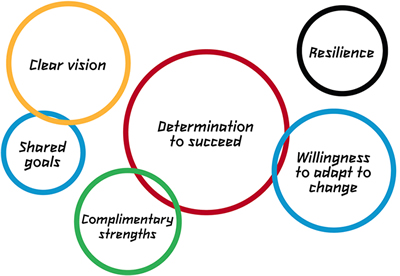 Clear vision
Resilience
Determination
to succeed
Shared
goals
Willingness
to adapt to
change
Complimentary
strengths